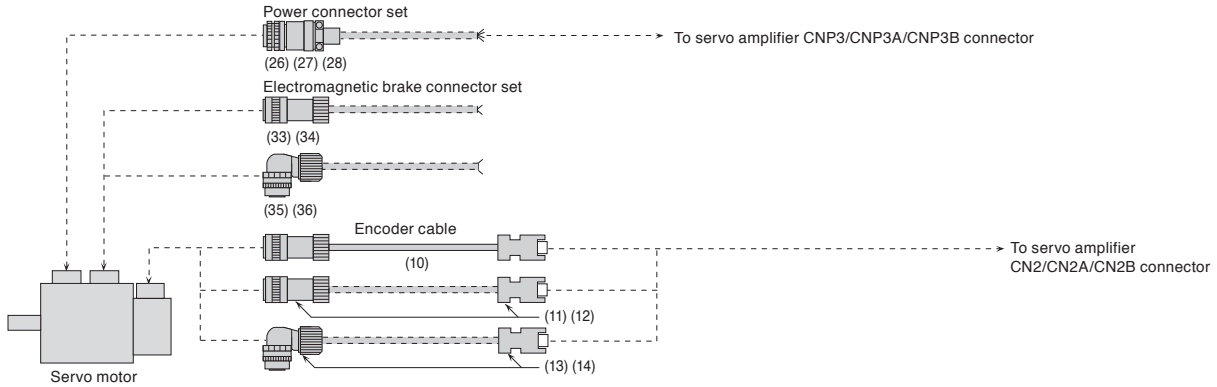 Power connector set
To servo amplifier CNP3/CNP3A/CNP3B connector
(26) (27) (28)
Electromagnetic brake connector set
(33) (34)
(35) (36)
Encoder cable
(10)
To servo amplifier
CN2/CN2A/CN2B connector
(11) (12)
(13) (14)
Servo motor